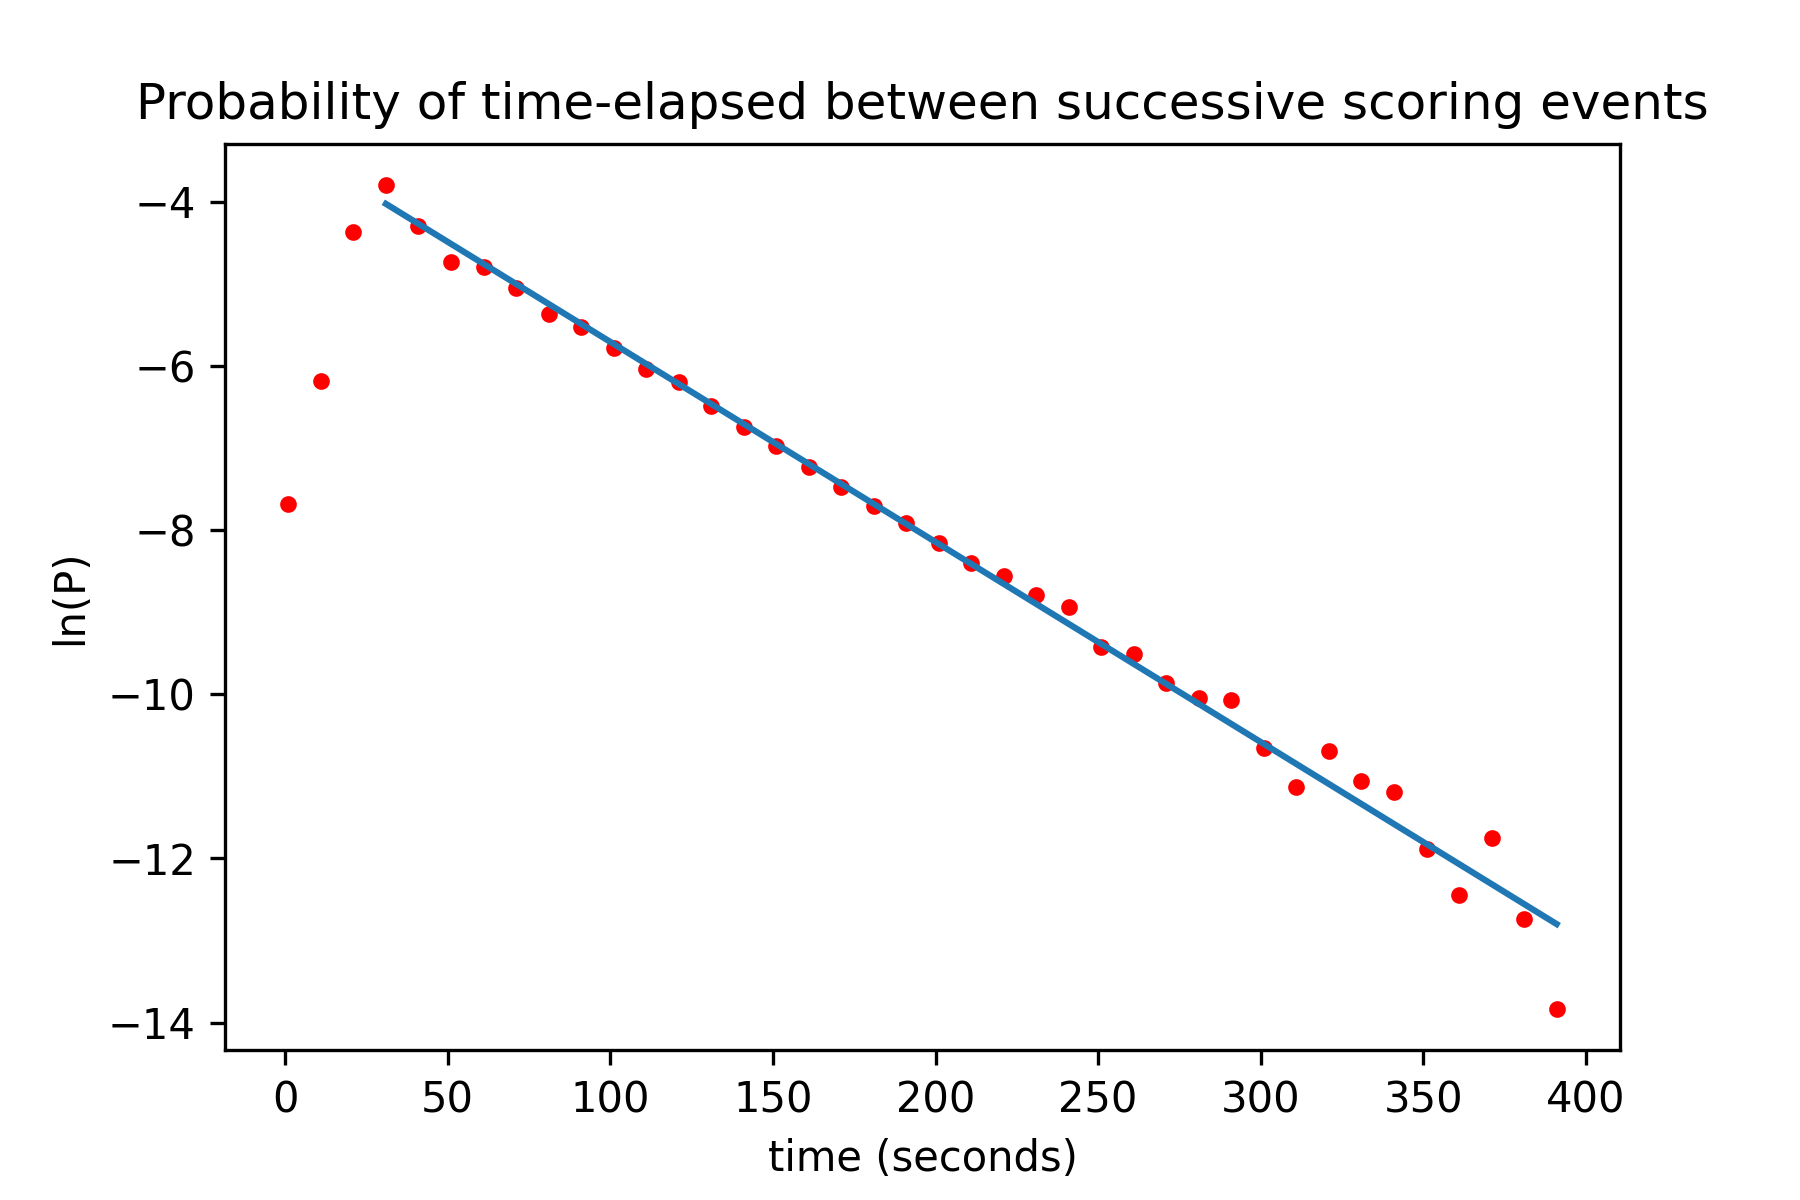 Probability of time-elapsed between successive scoring events
−4
−6
−8
−10
−12
−14
ln(P)
0 50 100 150 200 250 300 350 400
time (seconds)